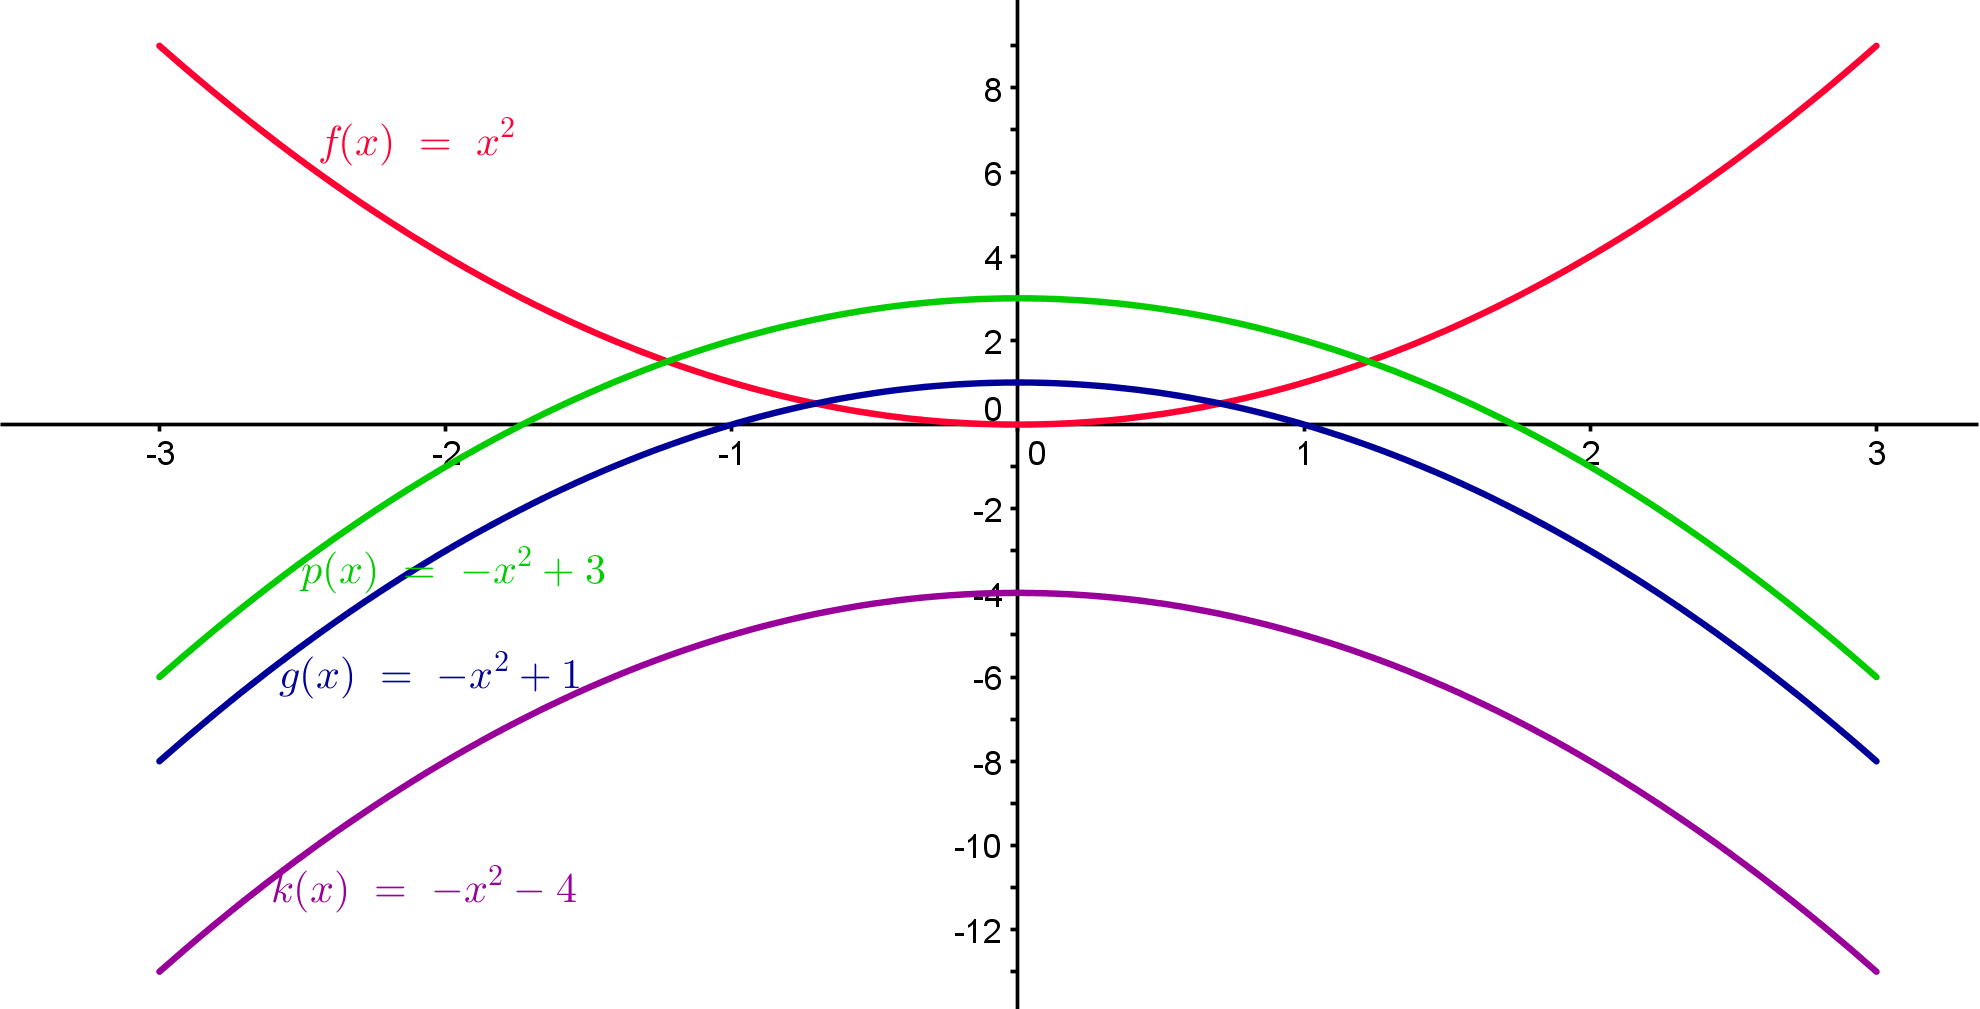 8
f(x) = x²
6
4
2
0
-3 -2 -1 0 1 2 3
-2
p(x) = −x² + 3
-4
g(x) = −x² + 1
-6
-8
-10
k(x) = −x² − 4
-12